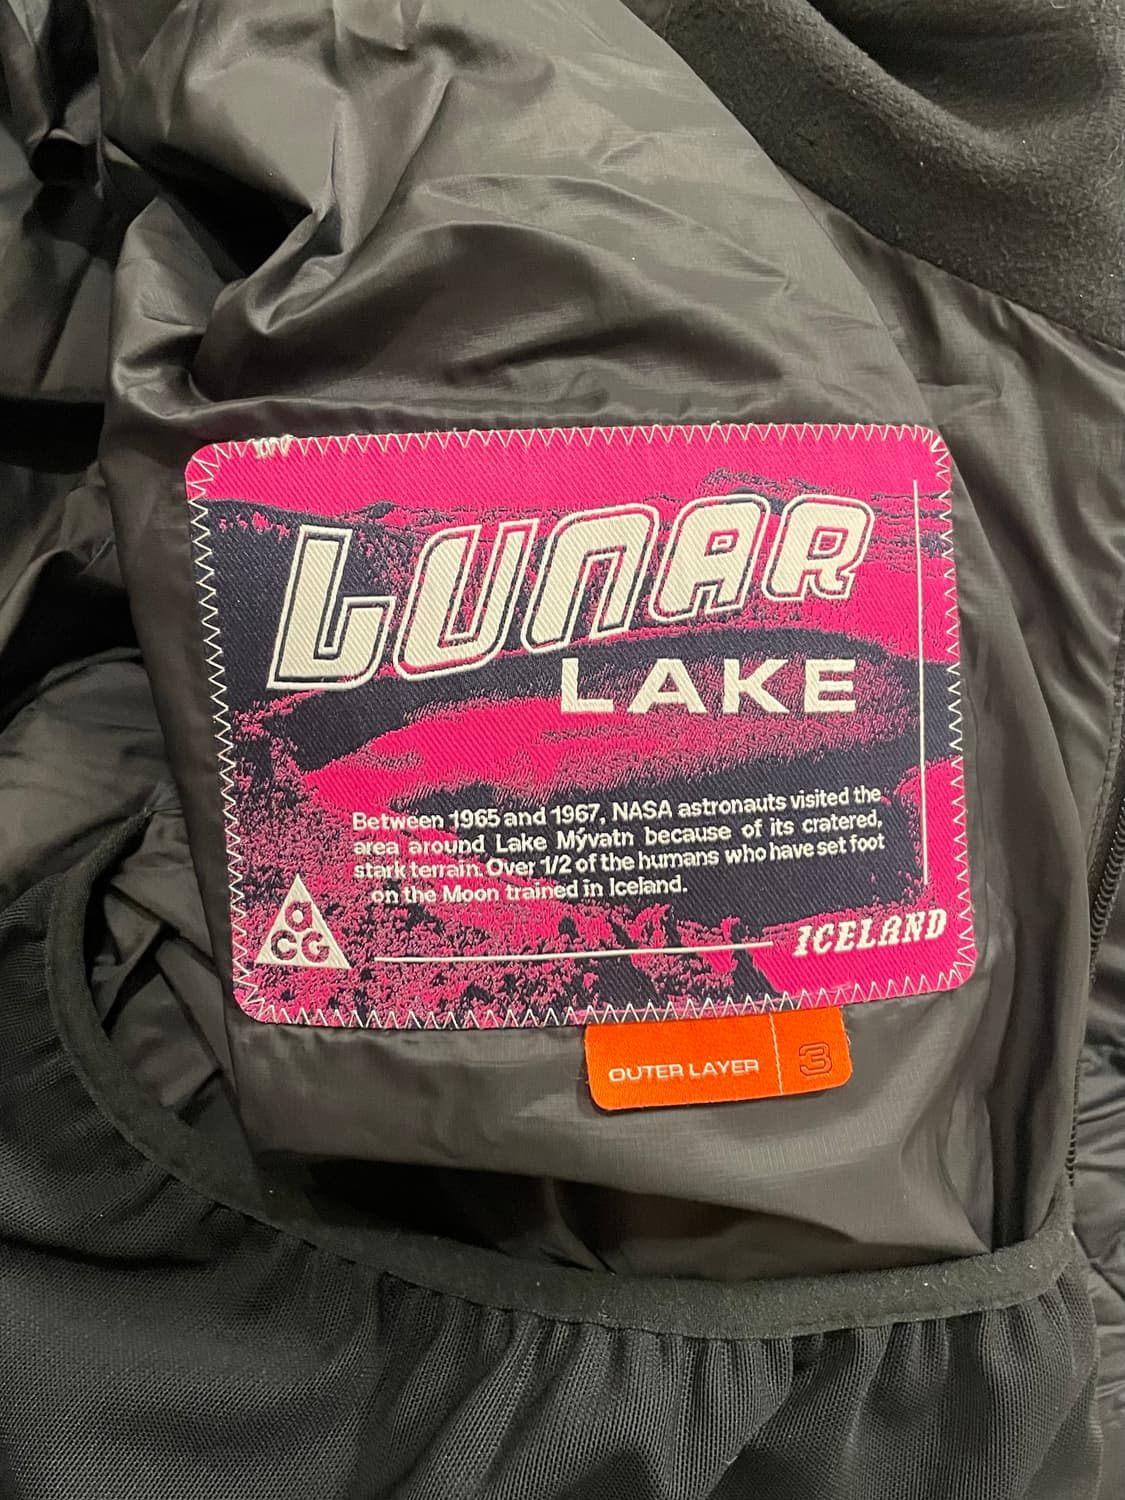 LUNAR
LAKE
Between 1965 and 1967, NASA astronauts visited the
area around Lake Mývatn because of its cratered,
stark terrain. Over 1/2 of the humans who have set foot
on the Moon trained in Iceland.
ACG
ICELAND
OUTER LAYER 3